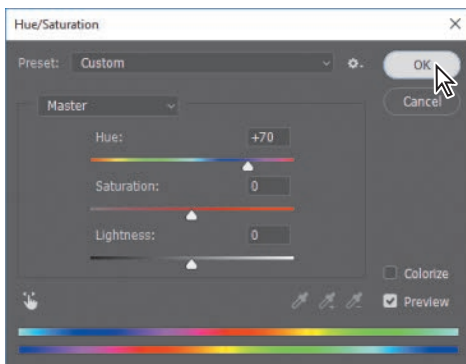 Hue/Saturation
Preset: Custom
OK
Master
Cancel
Hue: +70
Saturation: 0
Lightness: 0
Colorize
Preview